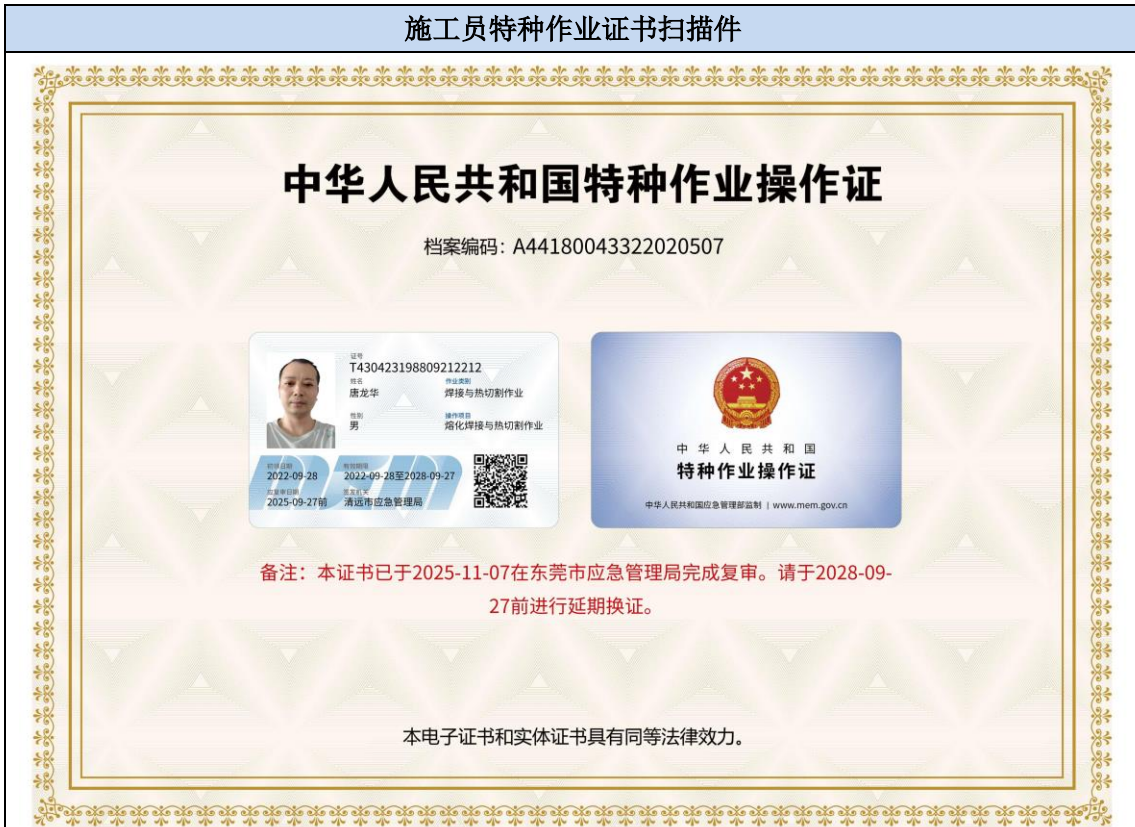 施工员特种作业证书扫描件
中华人民共和国特种作业操作证
档案编码：A44180043322020507
证号
T430423198809212212
姓名
作业类别
唐龙华
焊接与热切割作业
性别
操作项目
男
熔化焊接与热切割作业
初领日期
有效期限
2022-09-28
2022-09-28至2028-09-27
应复审日期
签发机关
2025-09-27前
清远市应急管理局
中华人民共和国
特种作业操作证
中华人民共和国应急管理部监制 | www.mem.gov.cn
备注：本证书已于2025-11-07在东莞市应急管理局完成复审。请于2028-09-
27前进行延期换证。
本电子证书和实体证书具有同等法律效力。